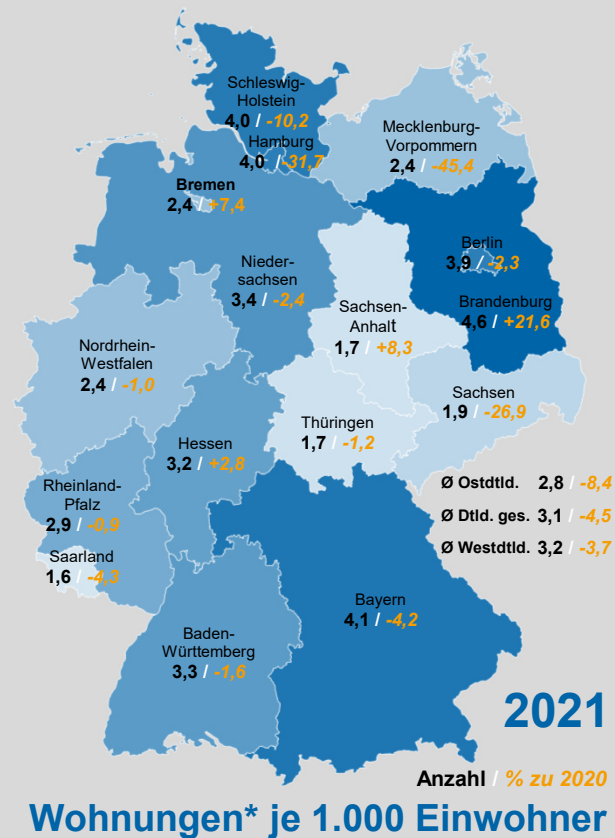 Schleswig-
Holstein
4,0 / -10,2
Hamburg
4,0 / -31,7
Mecklenburg-
Vorpommern
2,4 / -45,4
Bremen
2,4 / +7,4
Berlin
3,9 / -2,3
Nieder-
sachsen
3,4 / -2,4
Brandenburg
4,6 / +21,6
Sachsen-
Anhalt
1,7 / +8,3
Nordrhein-
Westfalen
2,4 / -1,0
Sachsen
1,9 / -26,9
Thüringen
1,7 / -1,2
Hessen
3,2 / +2,8
Rheinland-
Pfalz
2,9 / -0,9
Saarland
1,6 / -4,3
Ø Ostdtld. 2,8 / -8,4
Ø Dtld. ges. 3,1 / -4,5
Ø Westdtld. 3,2 / -3,7
Bayern
4,1 / -4,2
Baden-
Württemberg
3,3 / -1,6
2021
Anzahl / % zu 2020
Wohnungen* je 1.000 Einwohner